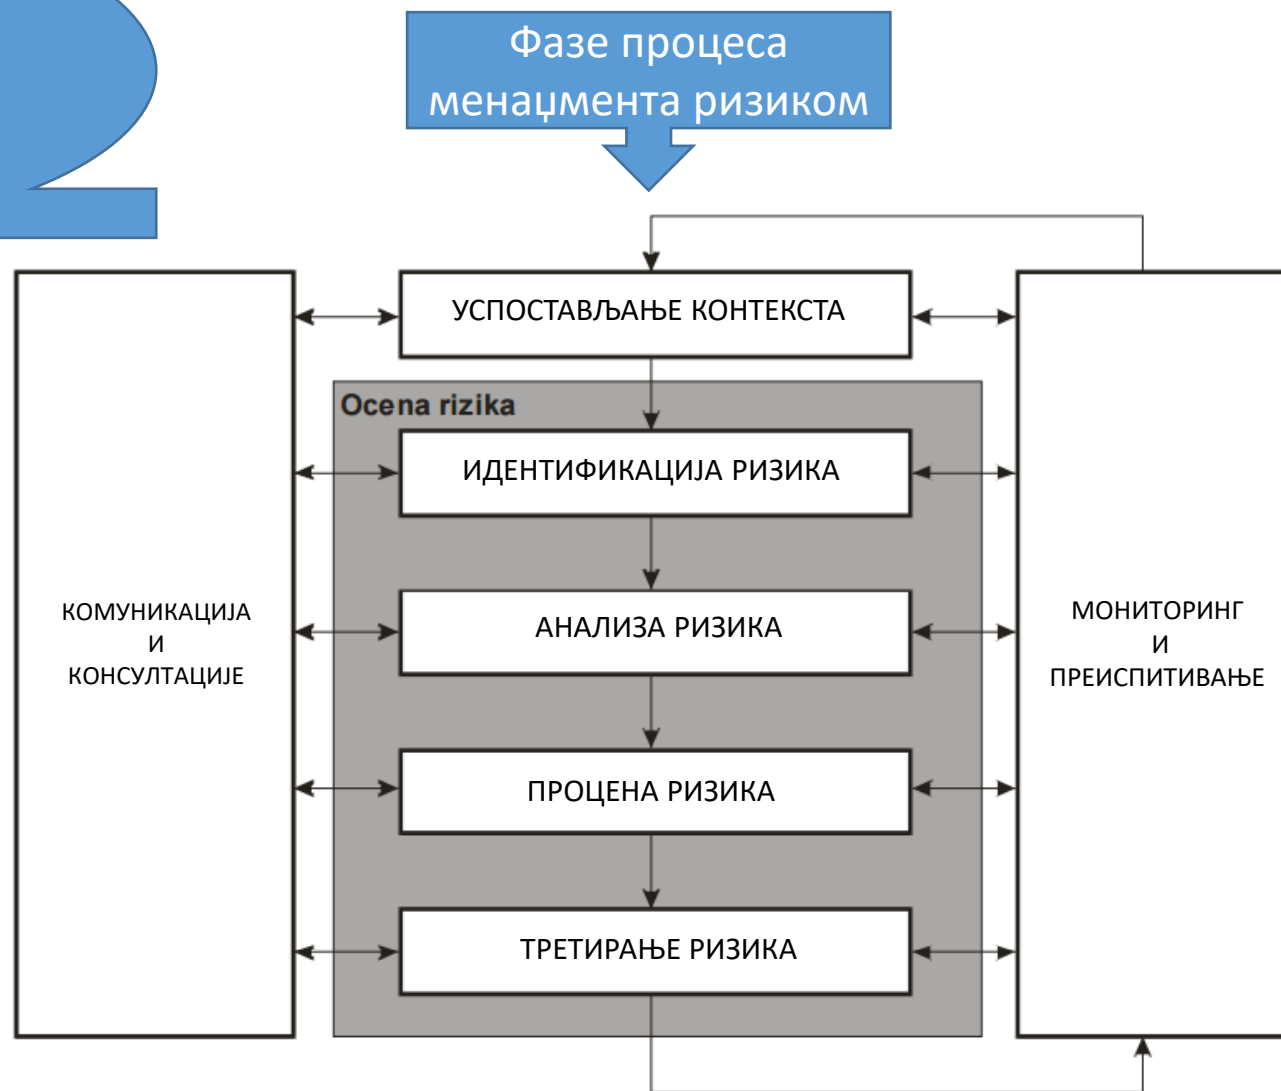 2
Фазе процеса
менаџмента ризиком
УСПОСТАВЉАЊЕ КОНТЕКСТА
Ocena rizika
ИДЕНТИФИКАЦИЈА РИЗИКА
АНАЛИЗА РИЗИКА
ПРОЦЕНА РИЗИКА
ТРЕТИРАЊЕ РИЗИКА
КОМУНИКАЦИЈА
И
КОНСУЛТАЦИЈЕ
МОНИТОРИНГ
И
ПРЕИСПИТИВАЊЕ